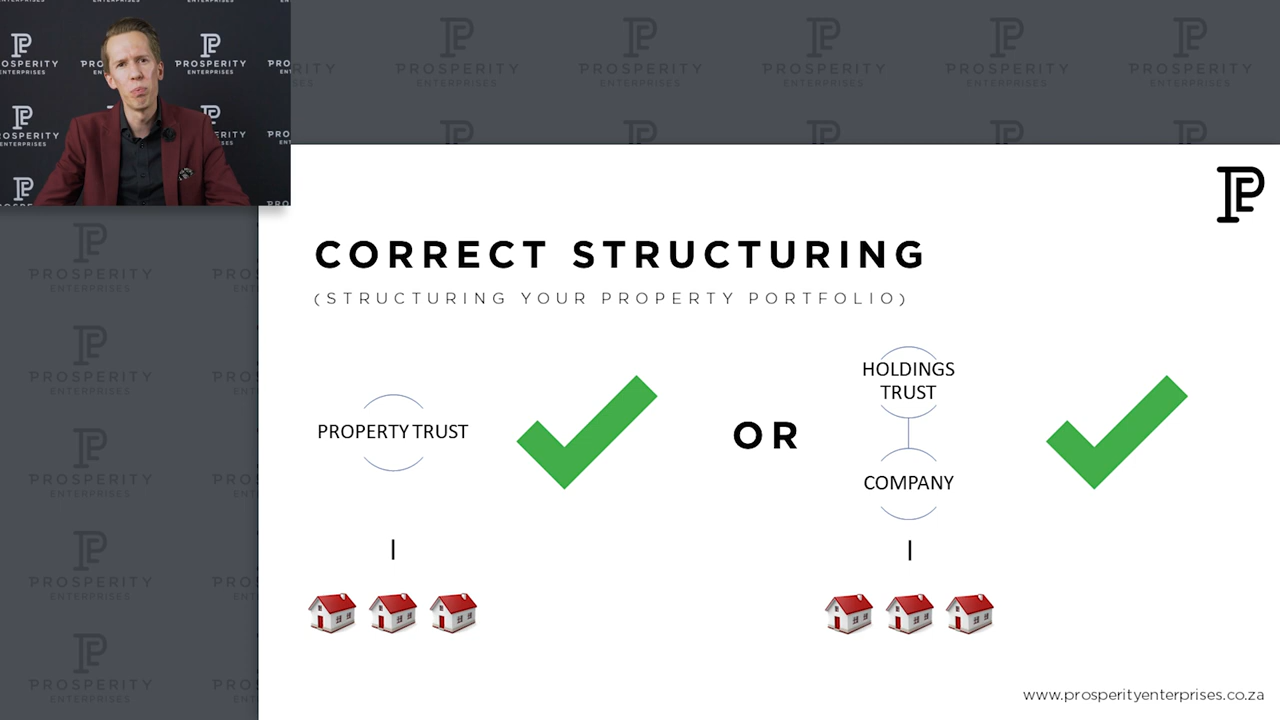 PROSPERITY
ENTERPRISES
CORRECT STRUCTURING
(STRUCTURING YOUR PROPERTY PORTFOLIO)
PROPERTY TRUST
OR
HOLDINGS
TRUST
COMPANY
www.prosperityenterprises.co.za